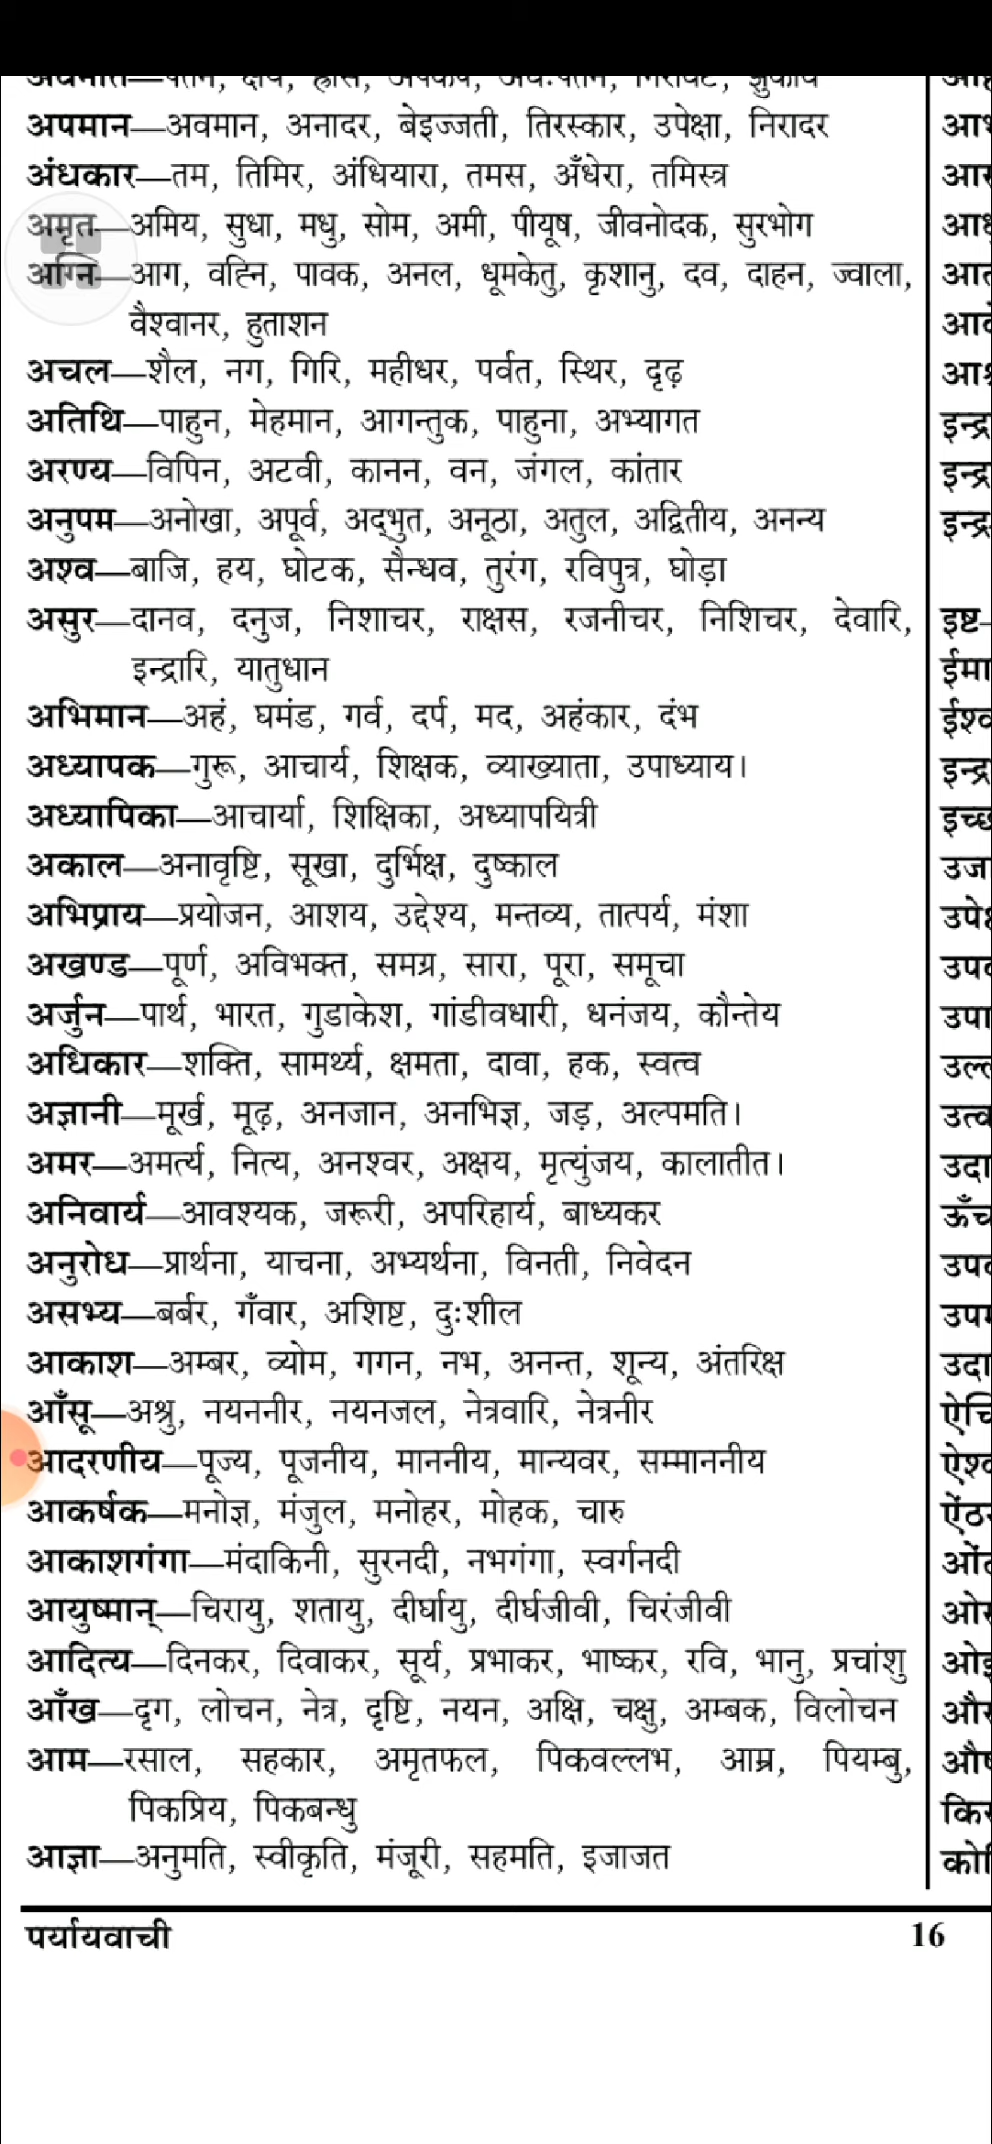 अपमान—अवमान, अनादर, बेइज्जती, तिरस्कार, उपेक्षा, निरादर
अंधकार—तम, तिमिर, अंधियारा, तमस, अँधेरा, तमिस्त्र
अमृत—अमिय, सुधा, मधु, सोम, अमी, पीयूष, जीवनोदक, सुरभोग
अग्नि—आग, वह्नि, पावक, अनल, धूमकेतु, कृशानु, दव, दाहन, ज्वाला,
वैश्वानर, हुताशन
अचल—शैल, नग, गिरि, महीधर, पर्वत, स्थिर, दृढ़
अतिथि—पाहुन, मेहमान, आगन्तुक, पाहुना, अभ्यागत
अरण्य—विपिन, अटवी, कानन, वन, जंगल, कांतार
अनुपम—अनोखा, अपूर्व, अद्‌भुत, अनूठा, अतुल, अद्वितीय, अनन्य
अश्व—बाजि, हय, घोटक, सैन्धव, तुरंग, रविपुत्र, घोड़ा
असुर—दानव, दनुज, निशाचर, राक्षस, रजनीचर, निशिचर, देवारि,
इन्द्रारि, यातुधान
अभिमान—अहं, घमंड, गर्व, दर्प, मद, अहंकार, दंभ
अध्यापक—गुरू, आचार्य, शिक्षक, व्याख्याता, उपाध्याय।
अध्यापिका—आचार्या, शिक्षिका, अध्यापयित्री
अकाल—अनावृष्टि, सूखा, दुर्भिक्ष, दुष्काल
अभिप्राय—प्रयोजन, आशय, उद्देश्य, मन्तव्य, तात्पर्य, मंशा
अखण्ड—पूर्ण, अविभक्त, समग्र, सारा, पूरा, समूचा
अर्जुन—पार्थ, भारत, गुडाकेश, गांडीवधारी, धनंजय, कौन्तेय
अधिकार—शक्ति, सामर्थ्य, क्षमता, दावा, हक, स्वत्व
अज्ञानी—मूर्ख, मूढ़, अनजान, अनभिज्ञ, जड़, अल्पमति।
अमर—अमर्त्य, नित्य, अनश्वर, अक्षय, मृत्युंजय, कालातीत।
अनिवार्य—आवश्यक, जरूरी, अपरिहार्य, बाध्यकर
अनुरोध—प्रार्थना, याचना, अभ्यर्थना, विनती, निवेदन
असभ्य—बर्बर, गँवार, अशिष्ट, दुःशील
आकाश—अम्बर, व्योम, गगन, नभ, अनन्त, शून्य, अंतरिक्ष
आँसू—अश्रु, नयननीर, नयनजल, नेत्रवारि, नेत्रनीर
आदरणीय—पूज्य, पूजनीय, माननीय, मान्यवर, सम्माननीय
आकर्षक—मनोज्ञ, मंजुल, मनोहर, मोहक, चारु
आकाशगंगा—मंदाकिनी, सुरनदी, नभगंगा, स्वर्गनदी
आयुष्मान्—चिरायु, शतायु, दीर्घायु, दीर्घजीवी, चिरंजीवी
आदित्य—दिनकर, दिवाकर, सूर्य, प्रभाकर, भाष्कर, रवि, भानु, प्रचांशु
आँख—दृग, लोचन, नेत्र, दृष्टि, नयन, अक्षि, चक्षु, अम्बक, विलोचन
आम—रसाल, सहकार, अमृतफल, पिकवल्लभ, आम्र, पियम्बु,
पिकप्रिय, पिकबन्धु
आज्ञा—अनुमति, स्वीकृति, मंजूरी, सहमति, इजाजत
पर्यायवाची
16